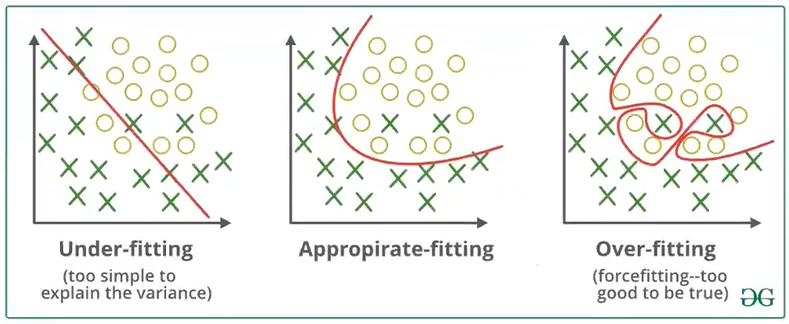 Under-fitting
(too simple to
explain the variance)
Appropirate-fitting
Over-fitting
(forcefitting--too
good to be true)
GG